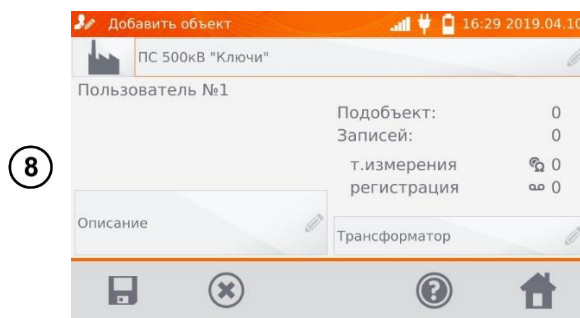 Добавить объект 16:29 2019.04.10
ПС 500кВ "Ключи"
Пользователь №1
Подобъект: 0
Записей: 0
8
т.измерения 0
регистрация 0
Описание
Трансформатор